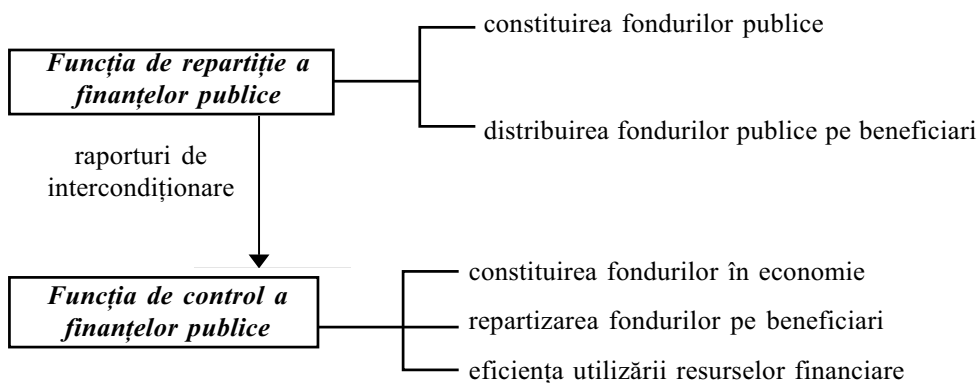 constituirea fondurilor publice
Funcția de repartiție a
finanțelor publice
distribuirea fondurilor publice pe beneficiari
raporturi de
intercondiționare
constituirea fondurilor în economie
Funcția de control a
finanțelor publice
repartizarea fondurilor pe beneficiari
eficiența utilizării resurselor financiare